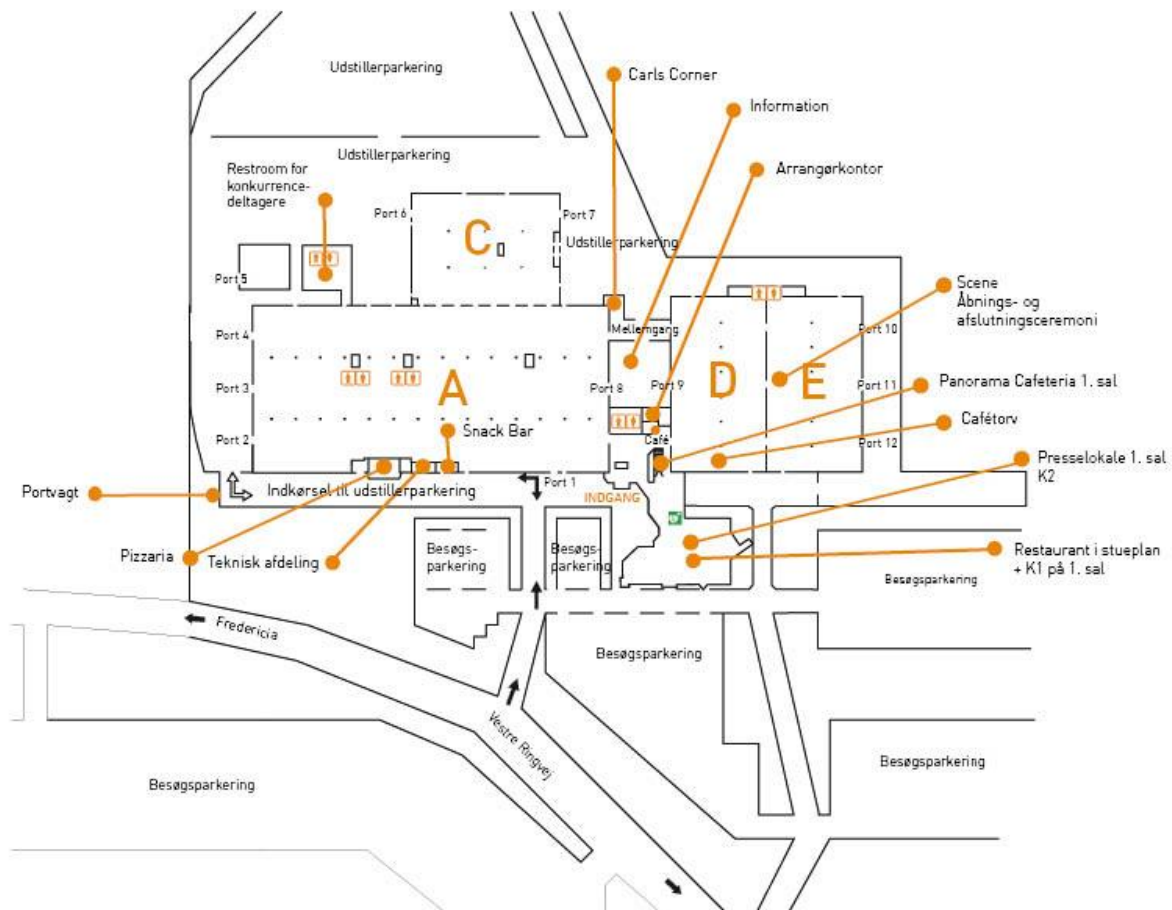 Udstillerparkering
Carls Corner
Information
Udstillerparkering
Arrangørkontor
Restroom for
konkurrence-
deltagere
Port 6
Port 7
C
Udstillerparkering
Port 5
Scene
Åbnings- og
afslutningsceremoni
Port 4
Mellemgang
Port 10
Port 3
A
Port 8
Port 9
D
E
Port 11
Panorama Cafeteria 1. sal
Port 2
Snack Bar
Café
Port 12
Cafétorv
Presselokale 1. sal
K2
Portvagt
Indkørsel til udstillerparkering
Port 1
INDGANG
Pizzaria
Teknisk afdeling
Besøgs-
parkering
Besøgs-
parkering
Restaurant i stueplan
+ K1 på 1. sal
Besøgsparkering
Fredericia
Besøgsparkering
Vestre Ringvej
Besøgsparkering
Besøgsparkering